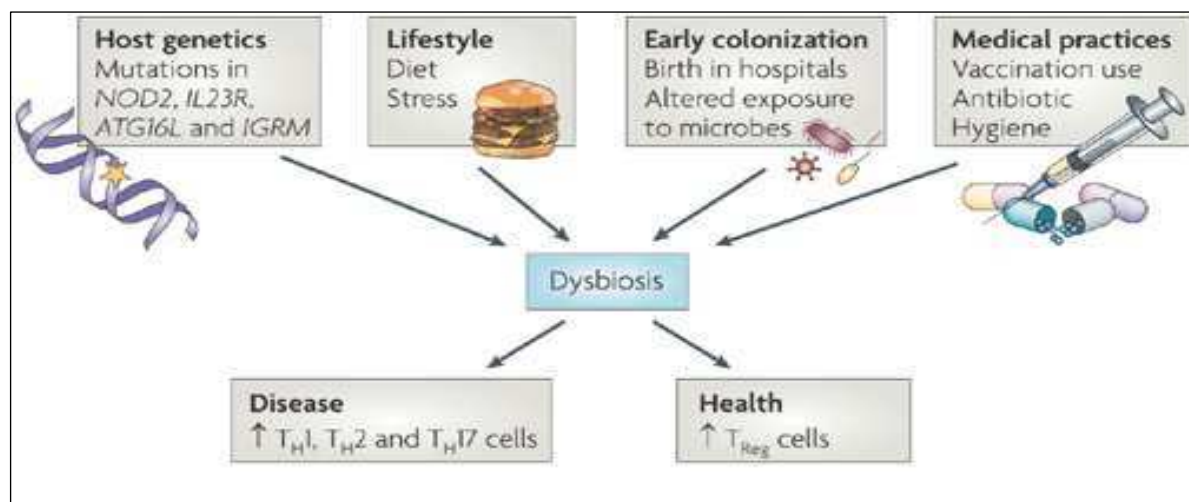 Host genetics
Mutations in
NOD2, IL23R,
ATG16L and IGRM
Lifestyle
Diet
Stress
Early colonization
Birth in hospitals
Altered exposure
to microbes
Medical practices
Vaccination use
Antibiotic
Hygiene
Dysbiosis
Disease
↑ TH1, TH2 and TH17 cells
Health
↑ TReg cells